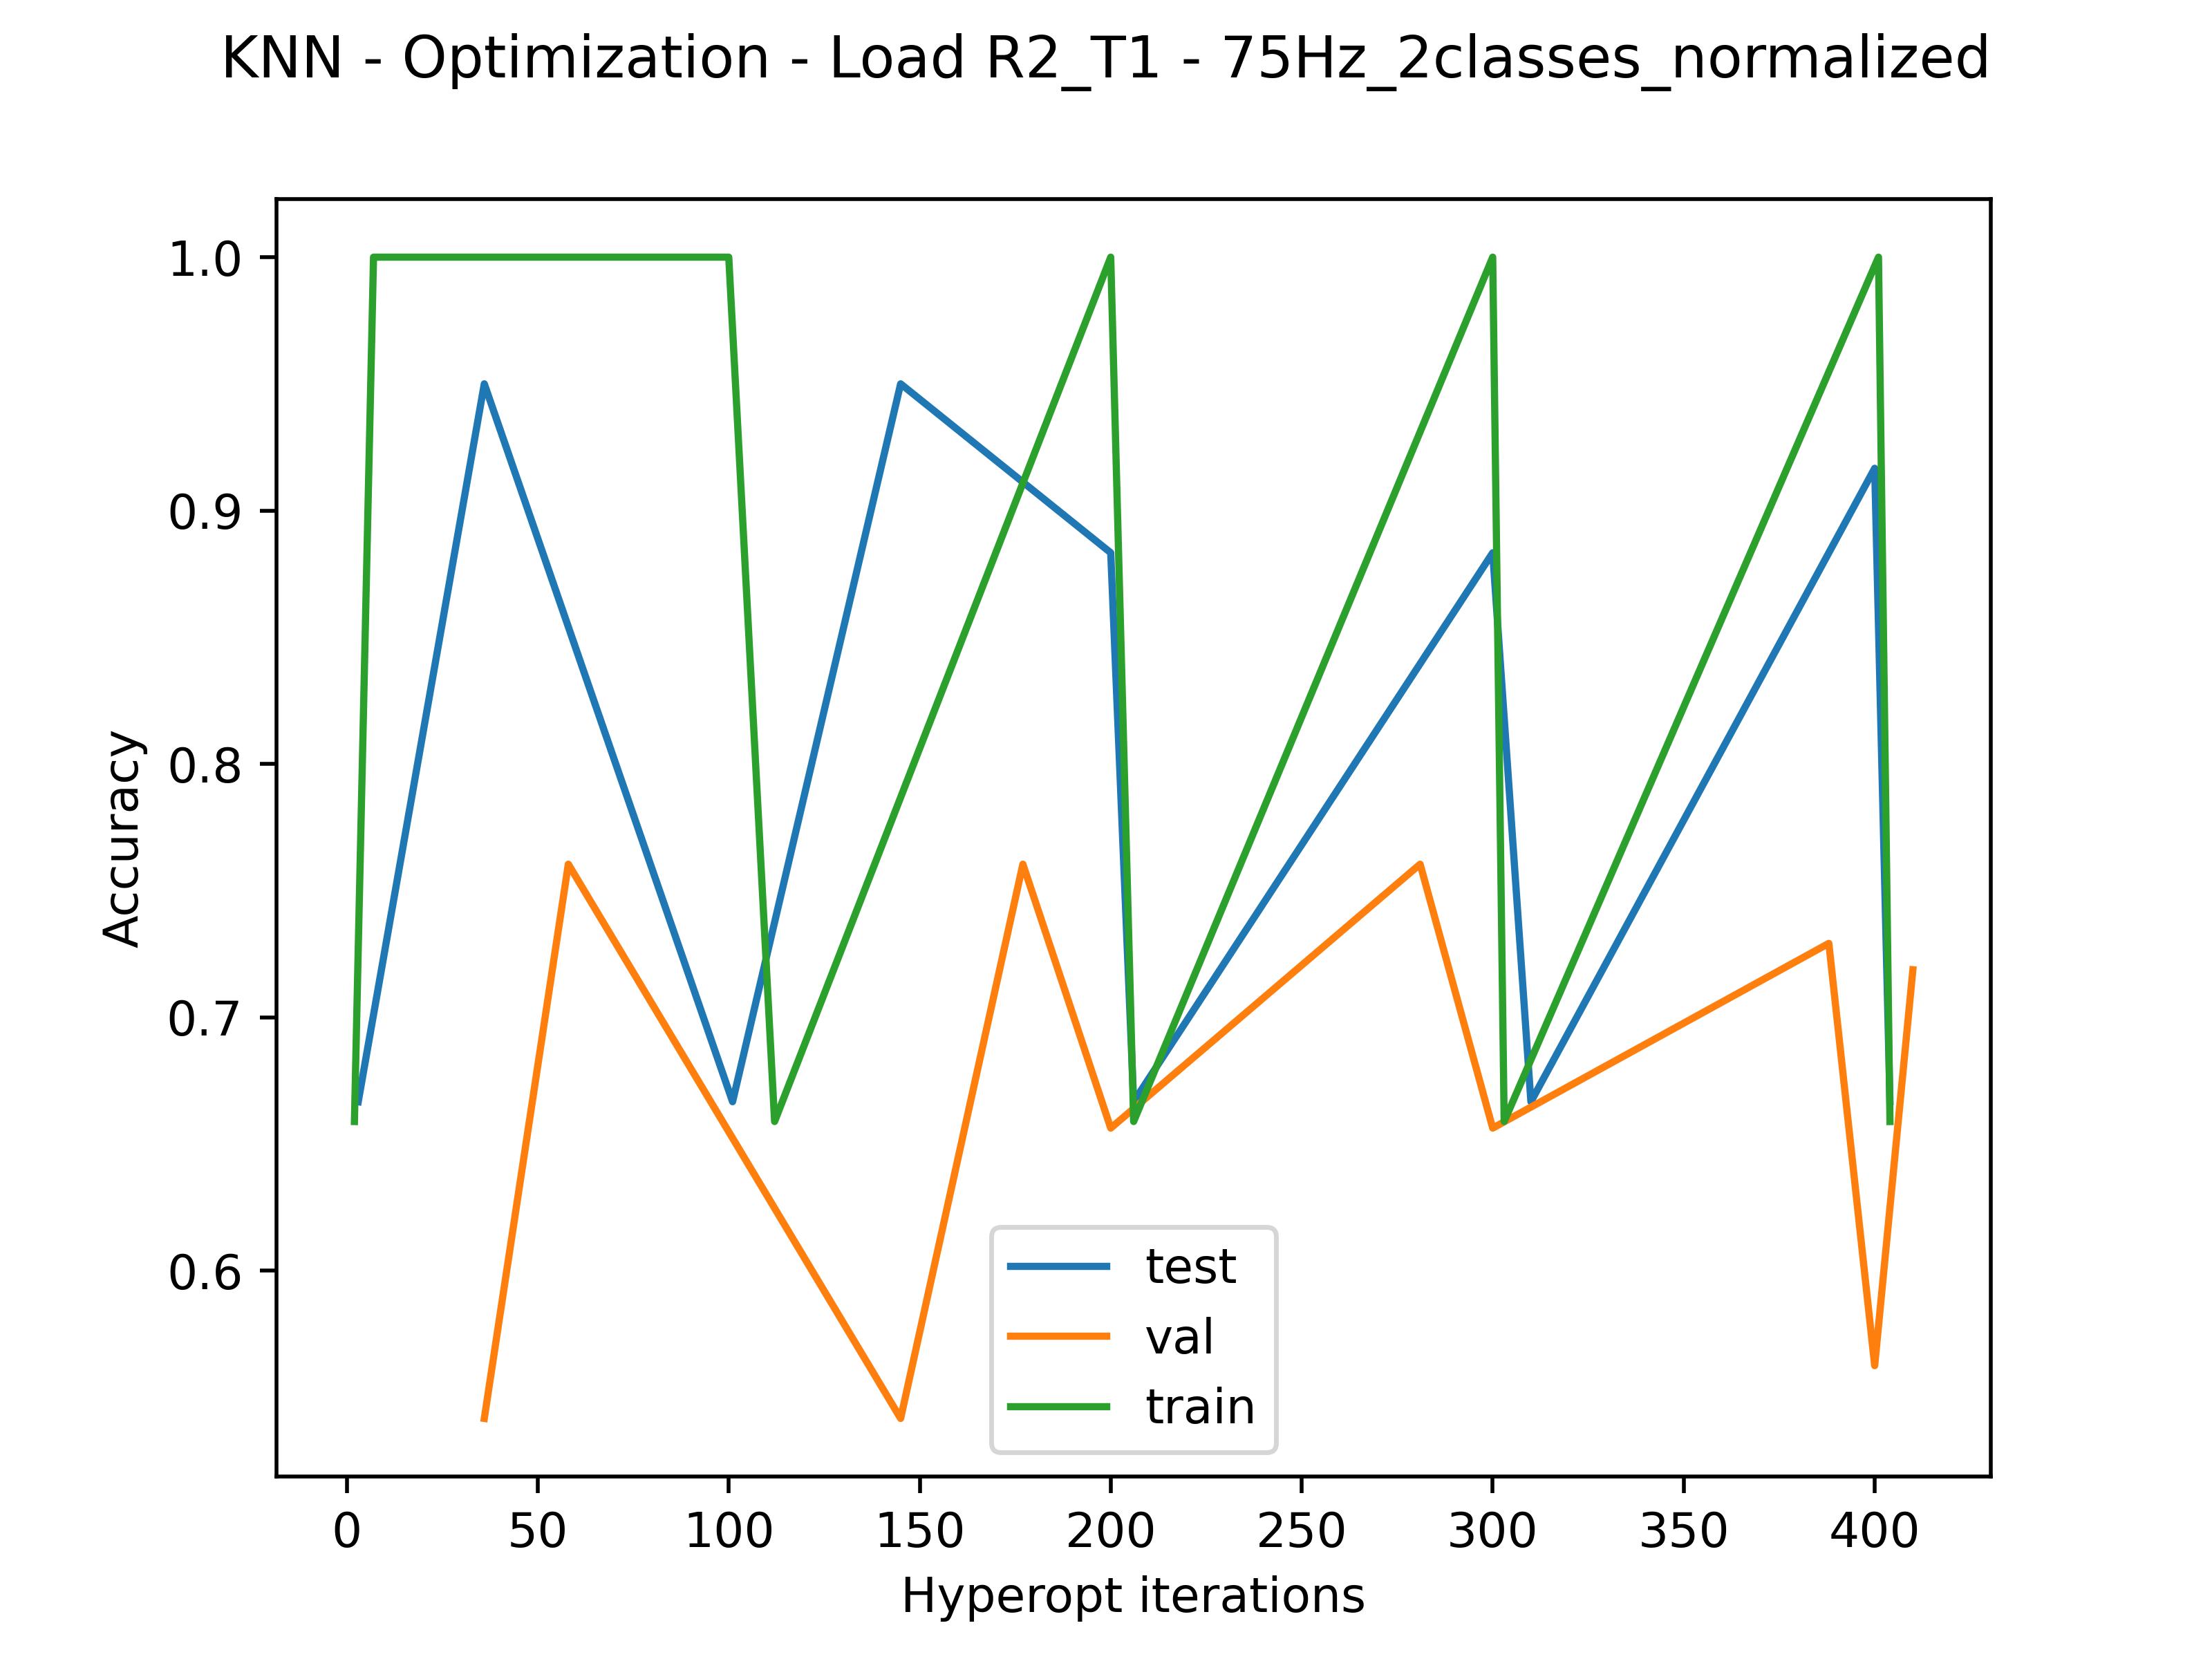 KNN - Optimization - Load R2_T1 - 75Hz_2classes_normalized
1.0
0.9
0.8
0.7
0.6
Accuracy
test
val
train
0 50 100 150 200 250 300 350 400
Hyperopt iterations